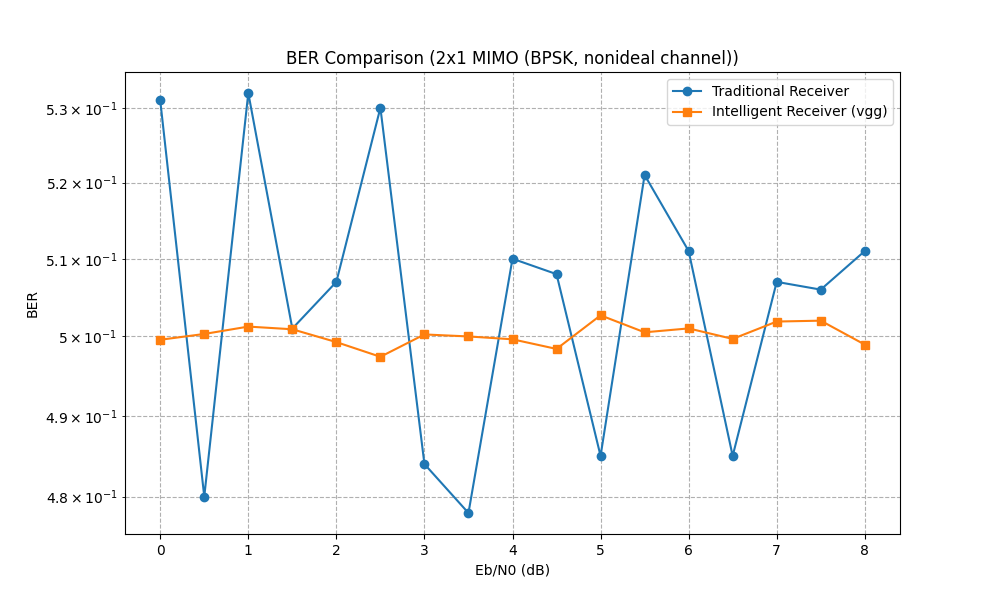 BER Comparison (2x1 MIMO (BPSK, nonideal channel))
Traditional Receiver
Intelligent Receiver (vgg)
BER
5.3 × 10⁻¹
5.2 × 10⁻¹
5.1 × 10⁻¹
5 × 10⁻¹
4.9 × 10⁻¹
4.8 × 10⁻¹
0 1 2 3 4 5 6 7 8
Eb/N0 (dB)